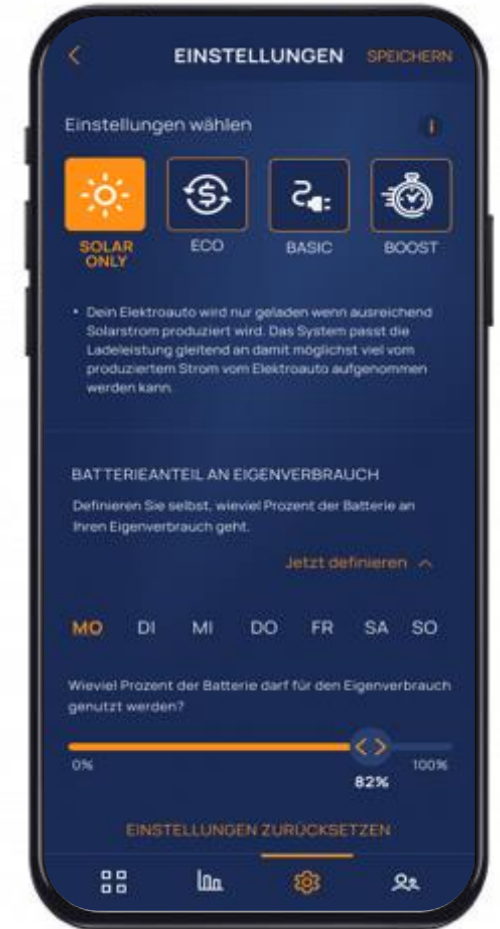 EINSTELLUNGEN SPEICHERN
Einstellungen wählen i
SOLAR ONLY ECO BASIC BOOST
• Dein Elektroauto wird nur geladen wenn ausreichend
Solarstrom produziert wird. Das System passt die
Ladeleistung gleitend an damit möglichst viel vom
produziertem Strom vom Elektroauto aufgenommen
werden kann.
BATTERIEANTEIL AN EIGENVERBRAUCH
Definieren Sie selbst, wieviel Prozent der Batterie an
Ihren Eigenverbrauch geht.
Jetzt definieren
MO DI MI DO FR SA SO
Wieviel Prozent der Batterie darf für den Eigenverbrauch
genutzt werden?
0% 100%
82%
EINSTELLUNGEN ZURÜCKSETZEN